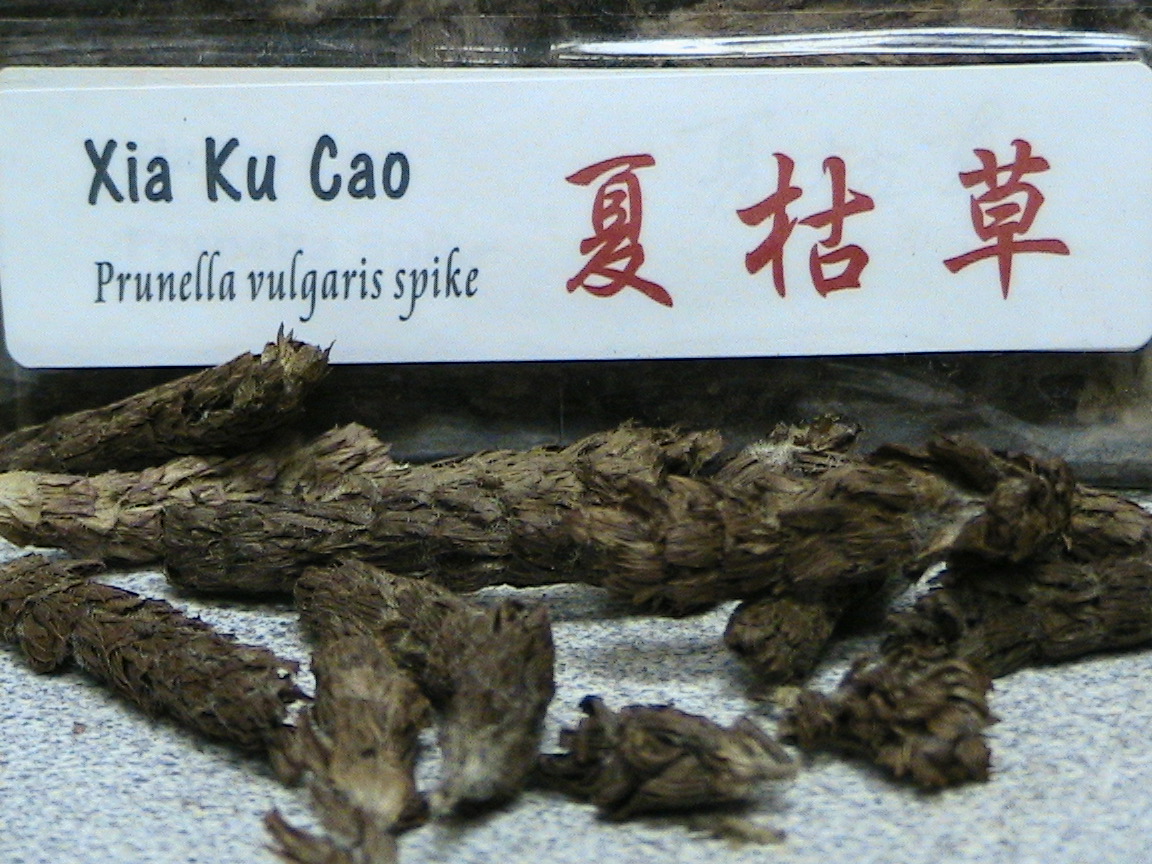 Xia Ku Cao
Prunella vulgaris spike
夏枯草